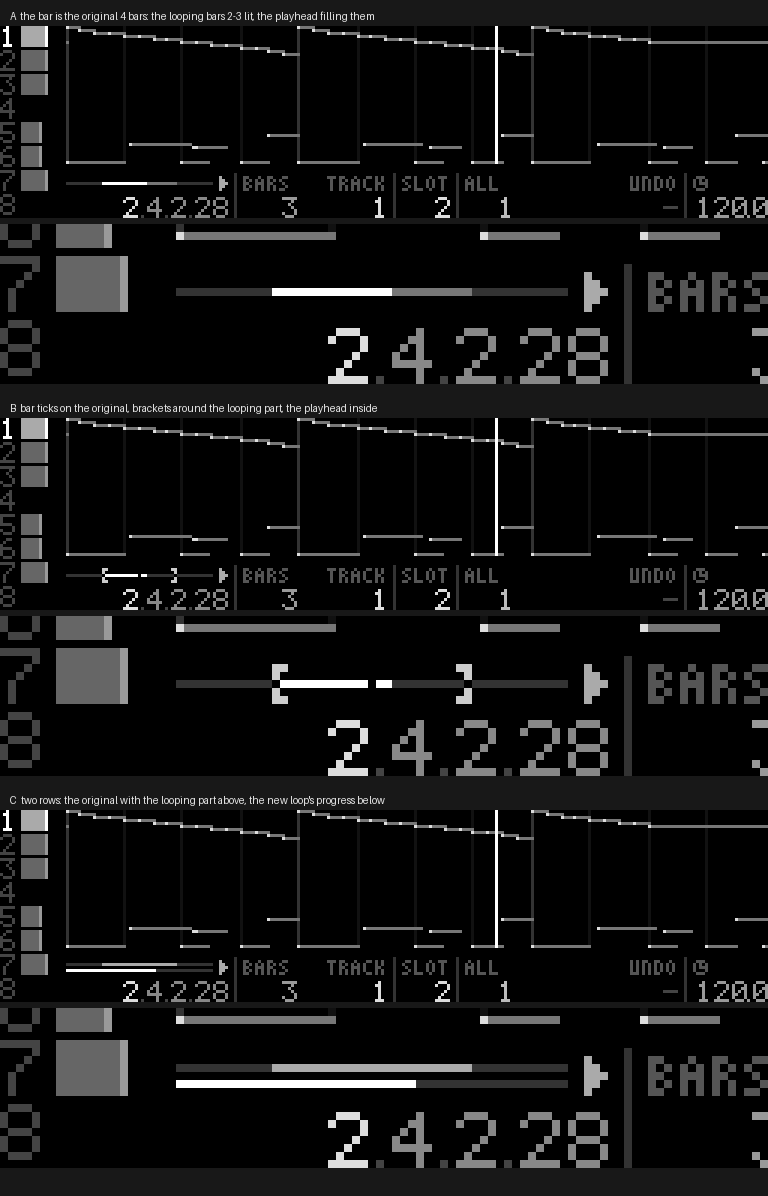 A the bar is the original 4 bars: the looping bars 2-3 lit, the playhead filling them
1
2
3
4
5
6
7 BARS TRACK SLOT ALL UNDO
8 2.4.2.28 3 1 2 1 – 120.0
7 BARS
8 2.4.2.28
B bar ticks on the original, brackets around the looping part, the playhead inside
1
2
3
4
5
6
7 BARS TRACK SLOT ALL UNDO
8 2.4.2.28 3 1 2 1 – 120.0
7 BARS
8 2.4.2.28
C two rows: the original with the looping part above, the new loop's progress below
1
2
3
4
5
6
7 BARS TRACK SLOT ALL UNDO
8 2.4.2.28 3 1 2 1 – 120.0
7 BARS
8 2.4.2.28